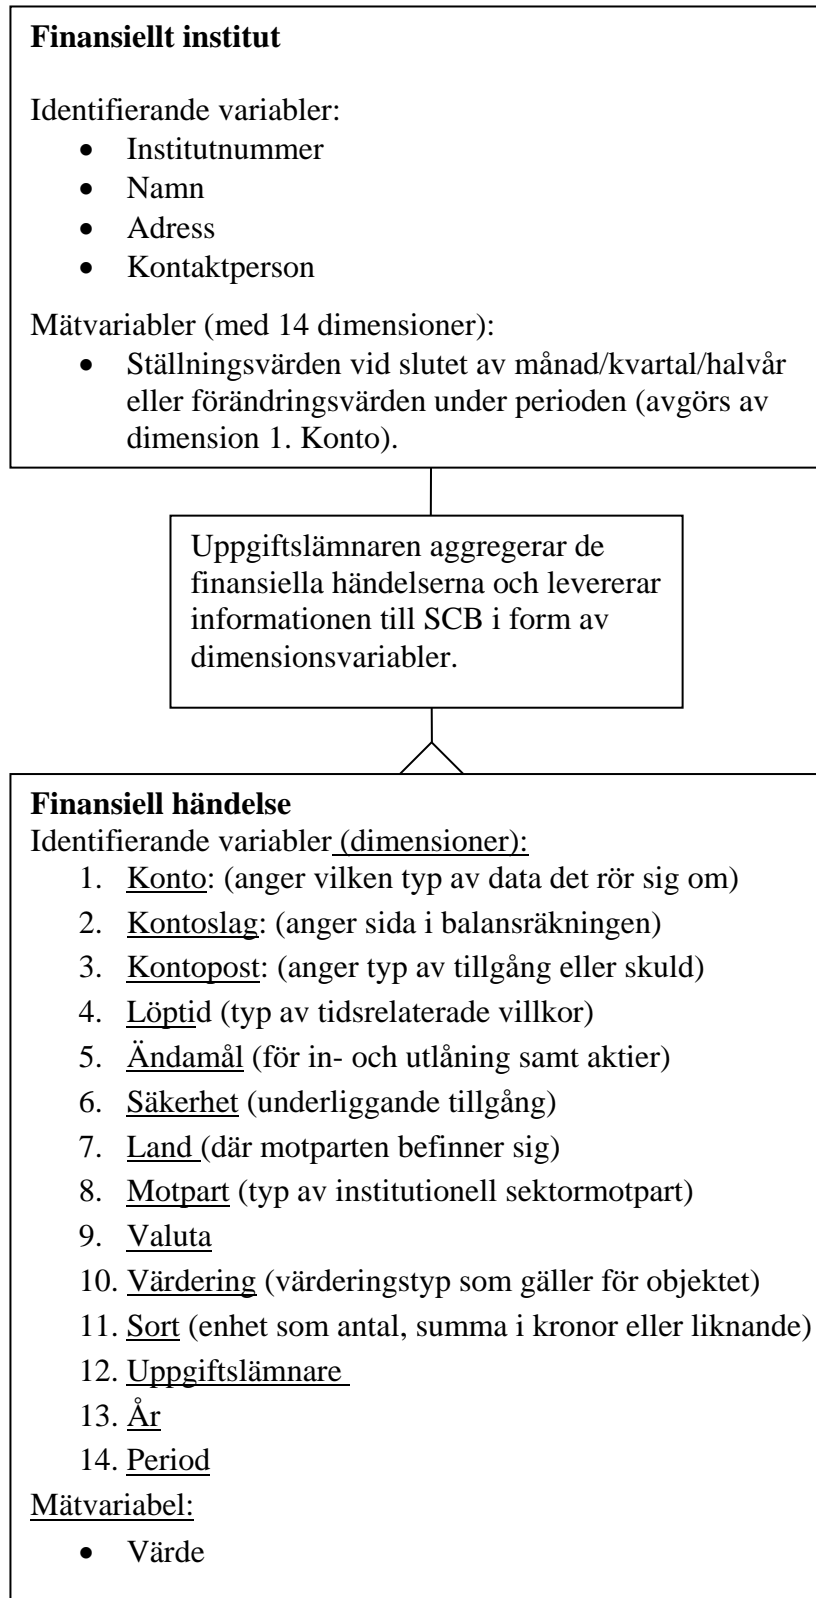 Finansiellt institut
Identifierande variabler:
• Institutnummer
• Namn
• Adress
• Kontaktperson
Mätvariabler (med 14 dimensioner):
• Ställningsvärden vid slutet av månad/kvartal/halvår
eller förändringsvärden under perioden (avgörs av
dimension 1. Konto).
Uppgiftslämnaren aggregerar de
finansiella händelserna och levererar
informationen till SCB i form av
dimensionsvariabler.
Finansiell händelse
Identifierande variabler (dimensioner):
1. Konto: (anger vilken typ av data det rör sig om)
2. Kontoslag: (anger sida i balansräkningen)
3. Kontopost: (anger typ av tillgång eller skuld)
4. Löptid (typ av tidsrelaterade villkor)
5. Ändamål (för in- och utlåning samt aktier)
6. Säkerhet (underliggande tillgång)
7. Land (där motparten befinner sig)
8. Motpart (typ av institutionell sektormotpart)
9. Valuta
10. Värdering (värderingstyp som gäller för objektet)
11. Sort (enhet som antal, summa i kronor eller liknande)
12. Uppgiftslämnare
13. År
14. Period
Mätvariabel:
• Värde